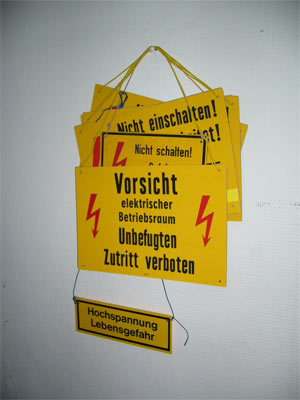 Nicht einschalten!
Nicht schalten!
Vorsicht
elektrischer
Betriebsraum
Unbefugten
Zutritt verboten
Hochspannung
Lebensgefahr